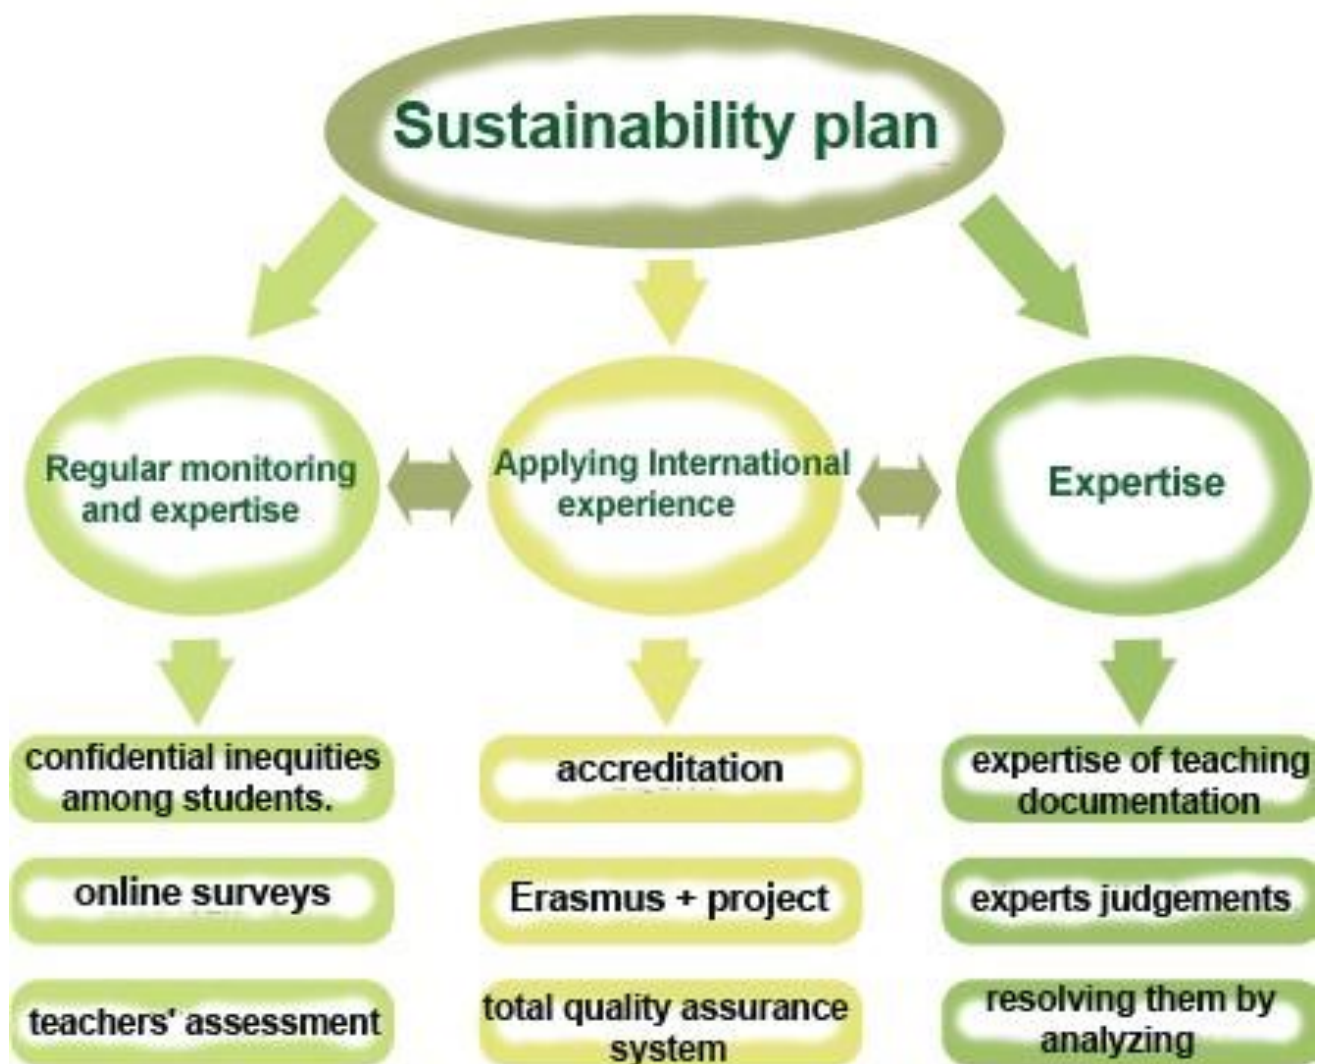 Sustainability plan
Regular monitoring
and expertise
Applying International
experience
Expertise
confidential inequities
among students.
online surveys
teachers' assessment
accreditation
Erasmus + project
total quality assurance
system
expertise of teaching
documentation
experts judgements
resolving them by
analyzing